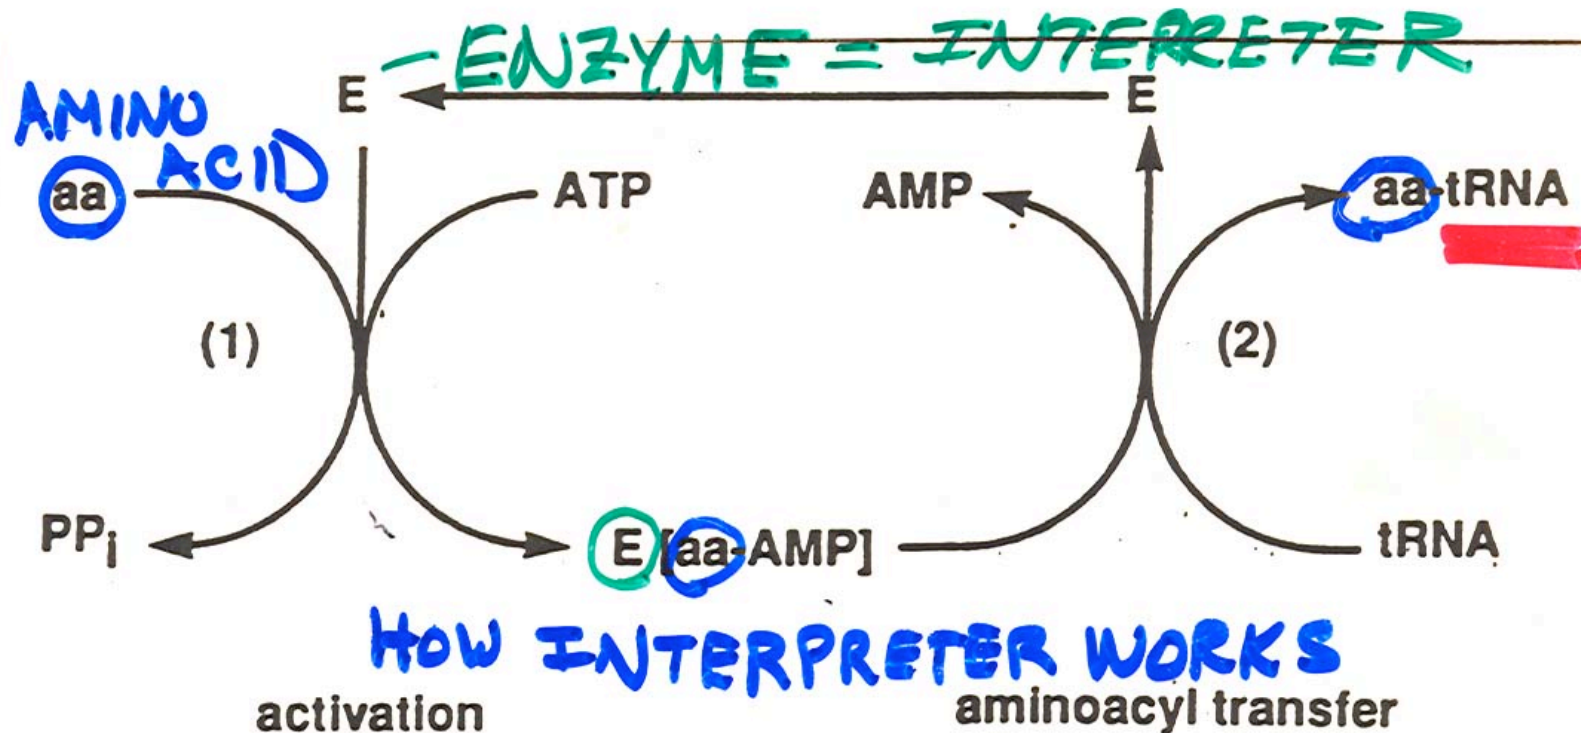 – ENZYME = INTERPRETER
E E
AMINO
ACID
aa ATP AMP aa-tRNA
(1) (2)
PPi E [aa-AMP] tRNA
HOW INTERPRETER WORKS
activation aminoacyl transfer